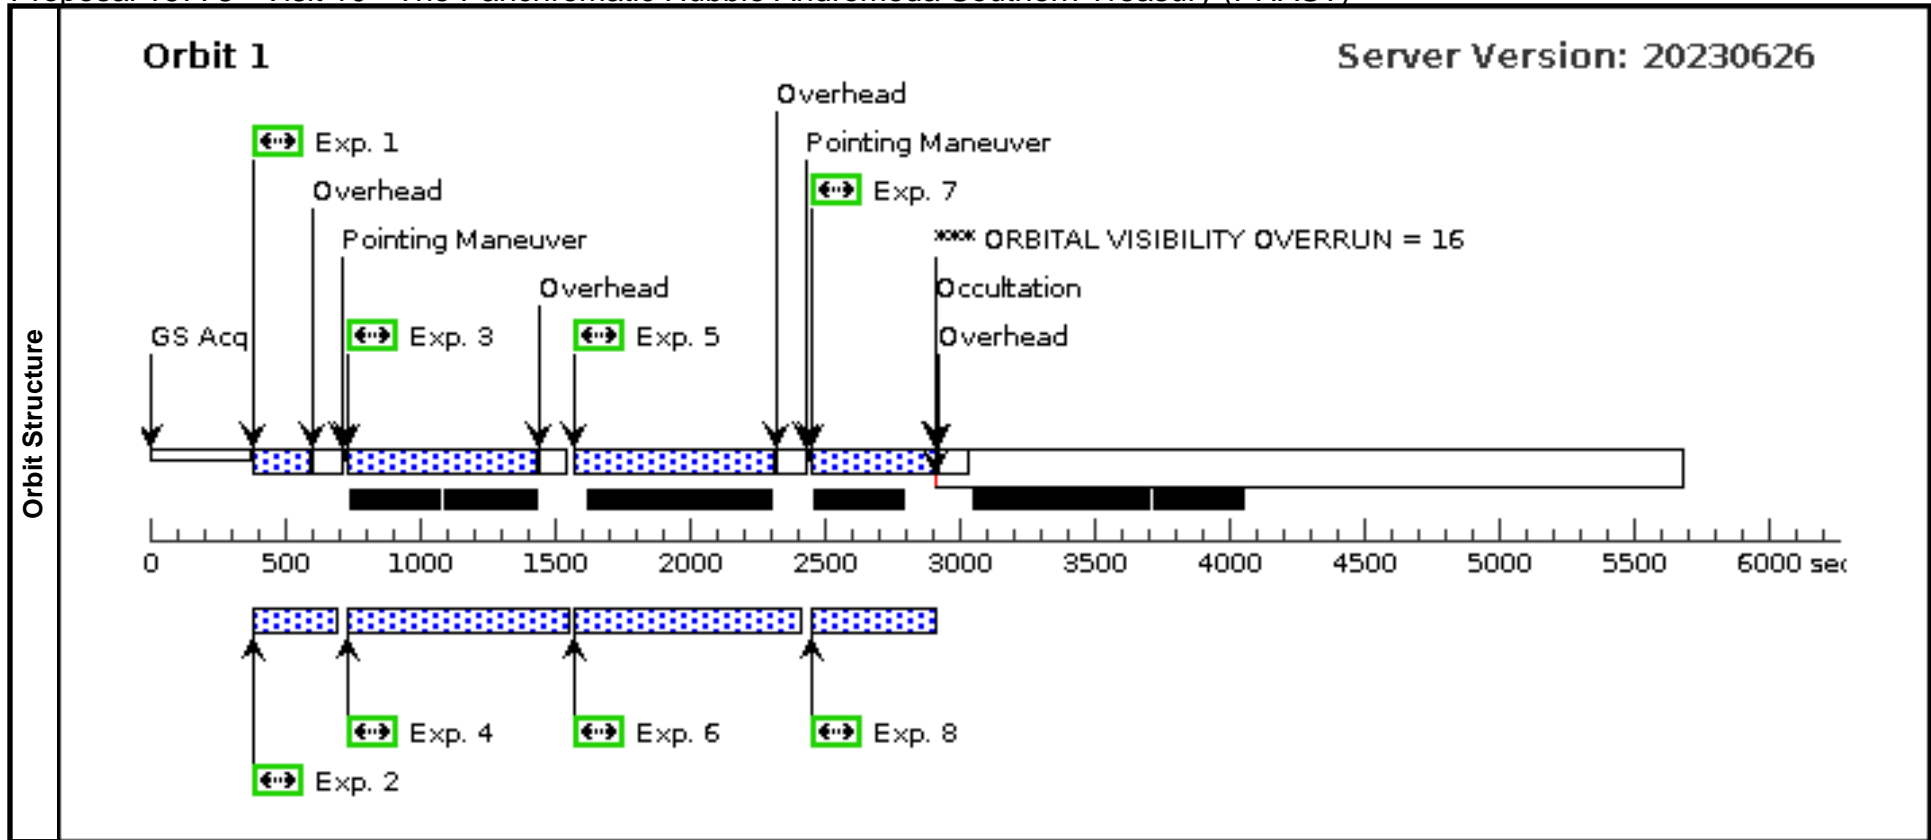 Orbit 1
Server Version: 20230626
Overhead
Exp. 1
Pointing Maneuver
Overhead
Exp. 7
Pointing Maneuver
*** ORBITAL VISIBILITY OVERRUN = 16
Overhead
Occultation
GS Acq
Exp. 3
Exp. 5
Overhead
Orbit Structure
0 500 1000 1500 2000 2500 3000 3500 4000 4500 5000 5500 6000 sec
Exp. 4
Exp. 6
Exp. 8
Exp. 2